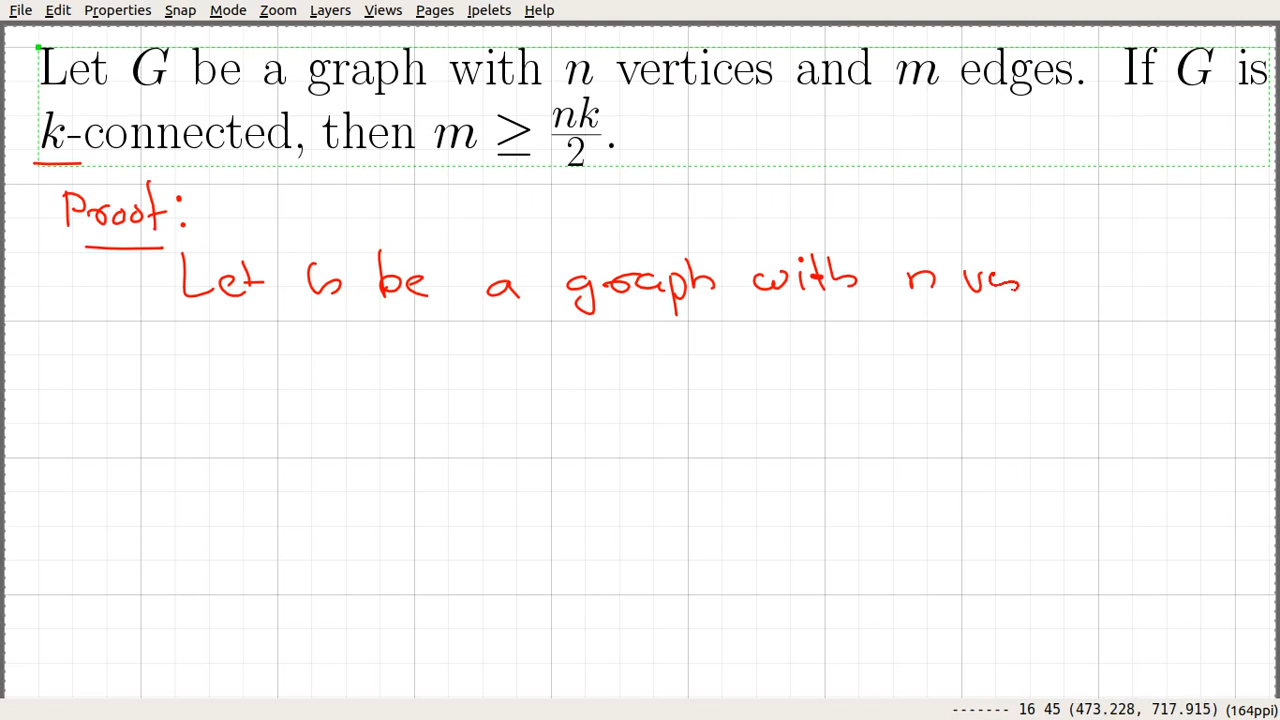 File Edit Properties Snap Mode Zoom Layers Views Pages Ipelets Help
Let G be a graph with n vertices and m edges. If G is
k-connected, then m ≥ nk/2.
Proof:
Let G be a graph with n ve
------- 16 45 (473.228, 717.915) (164ppi)